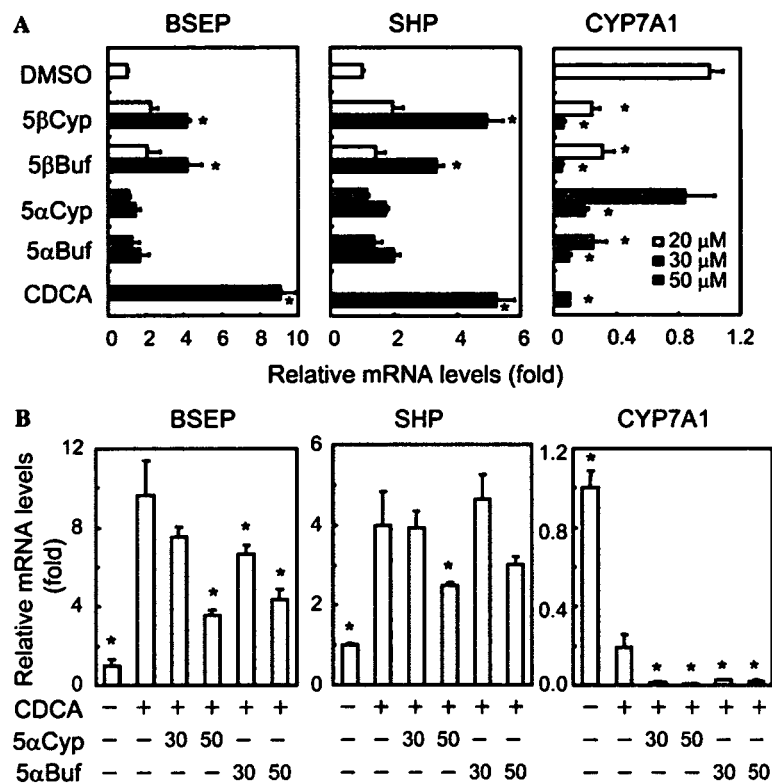 A BSEP SHP CYP7A1
DMSO
5βCyp * * * *
5βBuf * * * *
5αCyp *
5αBuf * *
CDCA * * *
20 μM
30 μM
50 μM
0 2 4 6 8 10 0 2 4 6 0 0.4 0.8 1.2
Relative mRNA levels (fold)
B BSEP SHP CYP7A1
Relative mRNA levels
(fold)
12 6 1.2
8 4 0.8
4 2 0.4
0 0 0.0
* * * * * * * * * * *
CDCA − + + + + + − + + + + + − + + + + +
5αCyp − − 30 50 − − − − 30 50 − − − − 30 50 − −
5αBuf − − − − 30 50 − − − − 30 50 − − − − 30 50